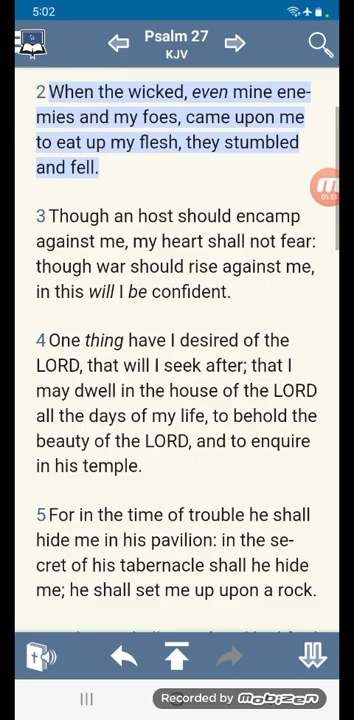 5:02
Psalm 27
KJV
2 When the wicked, even mine ene-
mies and my foes, came upon me
to eat up my flesh, they stumbled
and fell.
05:51
3 Though an host should encamp
against me, my heart shall not fear:
though war should rise against me,
in this will I be confident.
4 One thing have I desired of the
LORD, that will I seek after; that I
may dwell in the house of the LORD
all the days of my life, to behold the
beauty of the LORD, and to enquire
in his temple.
5 For in the time of trouble he shall
hide me in his pavilion: in the se-
cret of his tabernacle shall he hide
me; he shall set me up upon a rock.
Recorded by mobizen